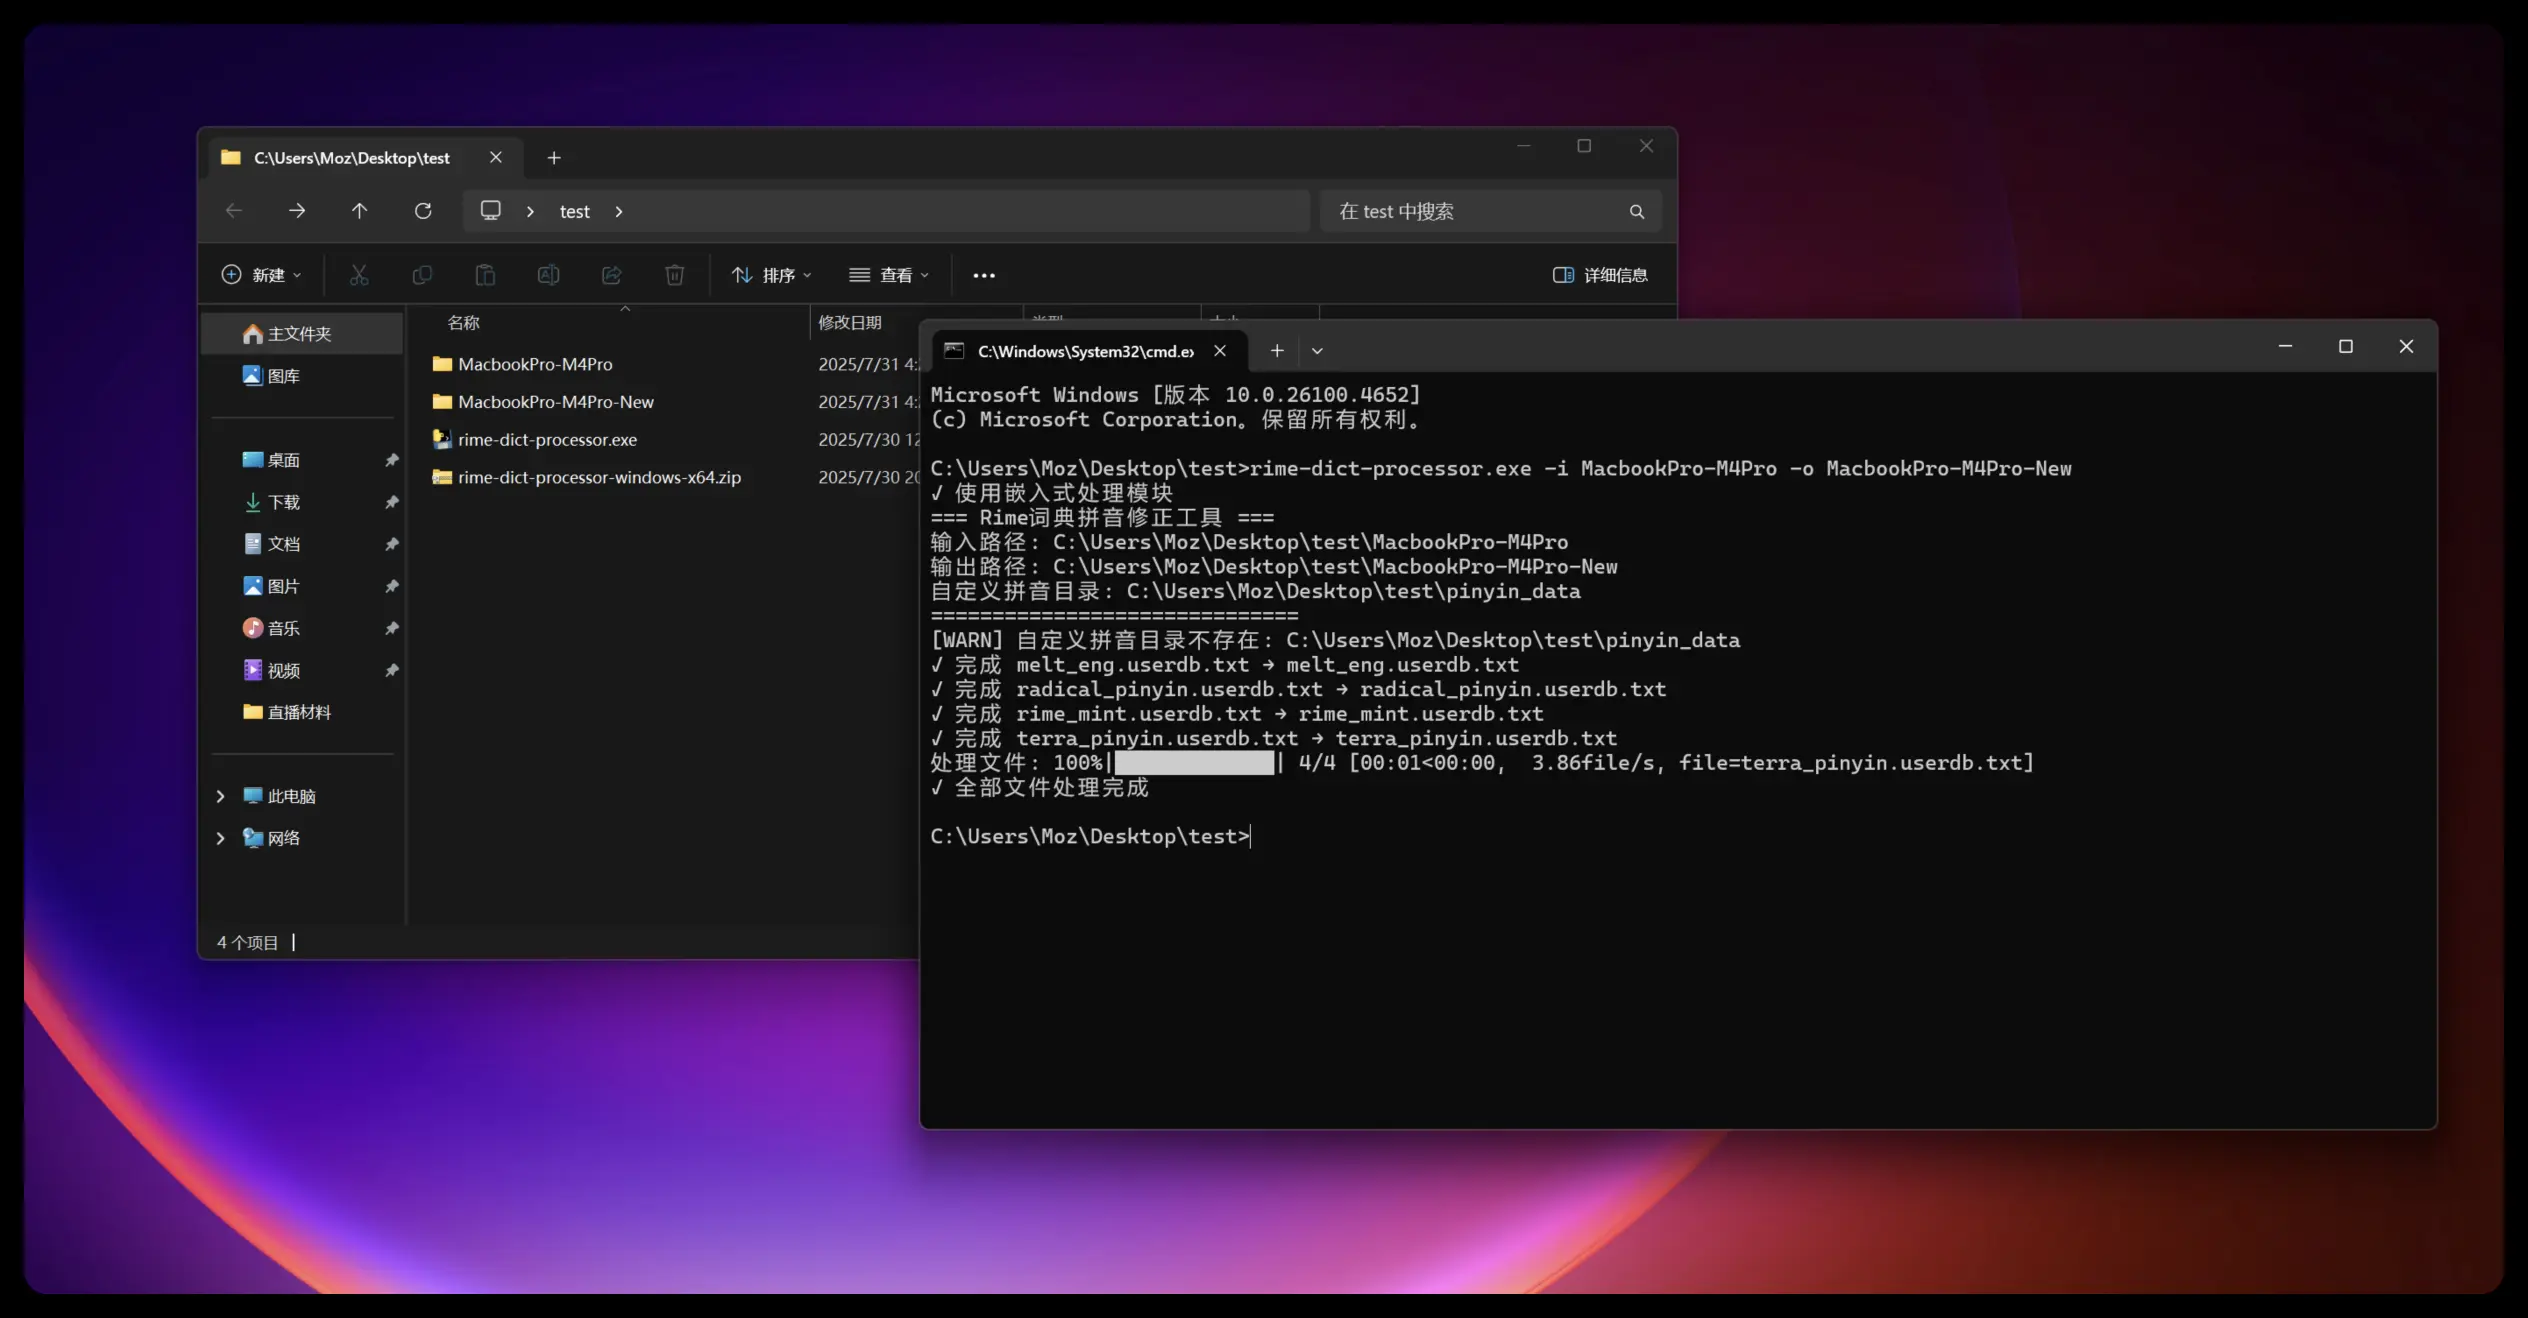 C:\Users\Moz\Desktop\test
test
在 test 中搜索
新建
排序
查看
详细信息
主文件夹
图库
桌面
下载
文档
图片
音乐
视频
直播材料
此电脑
网络
名称 修改日期
MacbookPro-M4Pro 2025/7/31 4:
MacbookPro-M4Pro-New 2025/7/31 4:
rime-dict-processor.exe 2025/7/30 12
rime-dict-processor-windows-x64.zip 2025/7/30 20
4 个项目
C:\Windows\System32\cmd.ex
Microsoft Windows [版本 10.0.26100.4652]
(c) Microsoft Corporation。保留所有权利。
C:\Users\Moz\Desktop\test>rime-dict-processor.exe -i MacbookPro-M4Pro -o MacbookPro-M4Pro-New
✓ 使用嵌入式处理模块
=== Rime词典拼音修正工具 ===
输入路径: C:\Users\Moz\Desktop\test\MacbookPro-M4Pro
输出路径: C:\Users\Moz\Desktop\test\MacbookPro-M4Pro-New
自定义拼音目录: C:\Users\Moz\Desktop\test\pinyin_data
==============================
[WARN] 自定义拼音目录不存在: C:\Users\Moz\Desktop\test\pinyin_data
✓ 完成 melt_eng.userdb.txt → melt_eng.userdb.txt
✓ 完成 radical_pinyin.userdb.txt → radical_pinyin.userdb.txt
✓ 完成 rime_mint.userdb.txt → rime_mint.userdb.txt
✓ 完成 terra_pinyin.userdb.txt → terra_pinyin.userdb.txt
处理文件: 100%|█████████████| 4/4 [00:01<00:00,  3.86file/s, file=terra_pinyin.userdb.txt]
✓ 全部文件处理完成
C:\Users\Moz\Desktop\test>